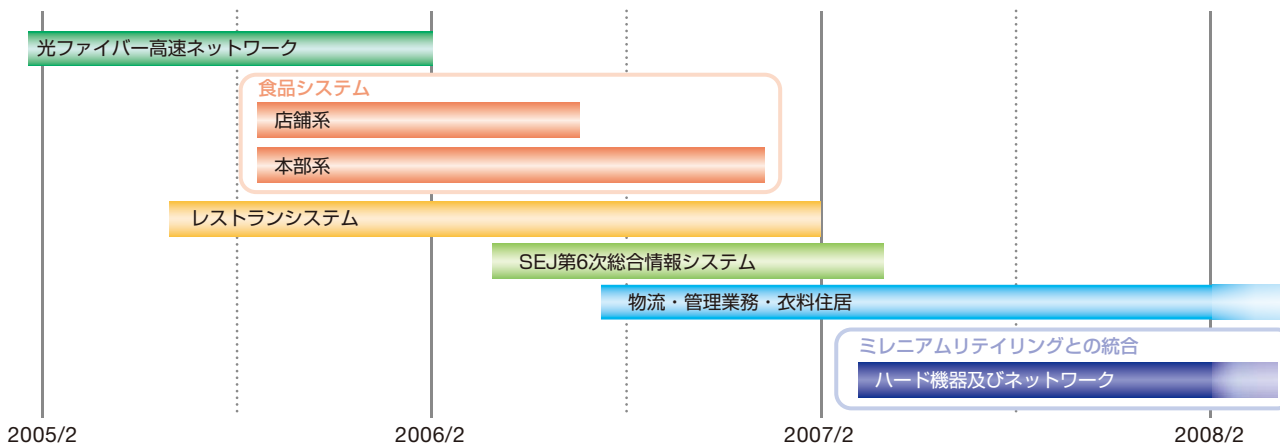 光ファイバー高速ネットワーク
食品システム
店舗系
本部系
レストランシステム
SEJ第6次総合情報システム
物流・管理業務・衣料住居
ミレニアムリテイリングとの統合
ハード機器及びネットワーク
2005/2
2006/2
2007/2
2008/2